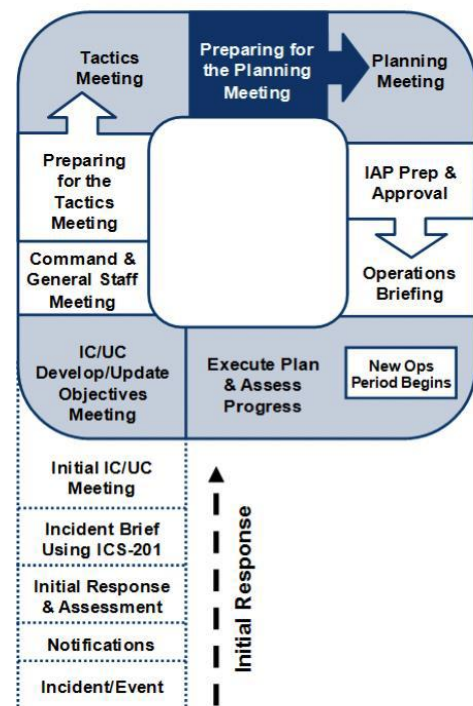 Tactics
Meeting
Preparing for
the Planning
Meeting
Planning
Meeting
Preparing
for the
Tactics
Meeting
IAP Prep &
Approval
Command &
General Staff
Meeting
Operations
Briefing
IC/UC
Develop/Update
Objectives
Meeting
Execute Plan
& Assess
Progress
New Ops
Period Begins
Initial IC/UC
Meeting
Incident Brief
Using ICS-201
Initial Response
& Assessment
Notifications
Incident/Event
Initial Response